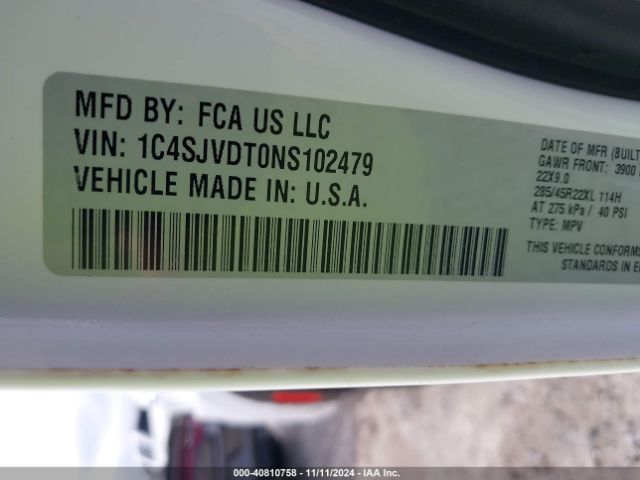 MFD BY: FCA US LLC
VIN: 1C4SJVDT0NS102479
VEHICLE MADE IN: U.S.A.
DATE OF MFR (BUILT
GAWR FRONT: 3900
22X9.0
285/45R22XL 114H
AT 275 kPa / 40 PSI
TYPE: MPV
THIS VEHICLE CONFORMS
STANDARDS IN
000-40810758 - 11/11/2024 - IAA Inc.